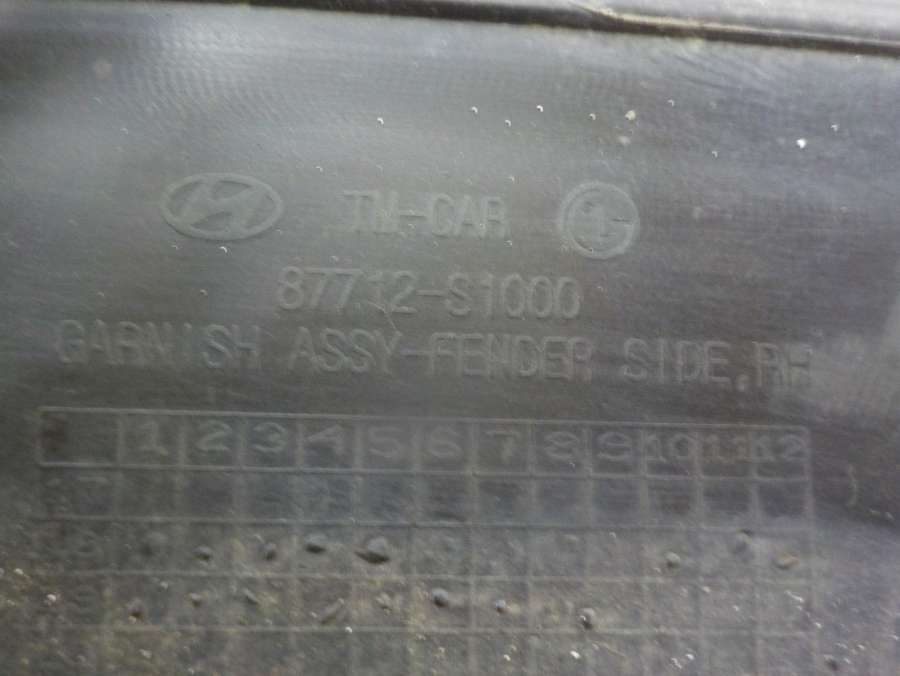 TM-CAR
87712-S1000
GARNISH ASSY-FENDER SIDE,RH
1 2 3 4 5 6 7 8 9 10 11 12